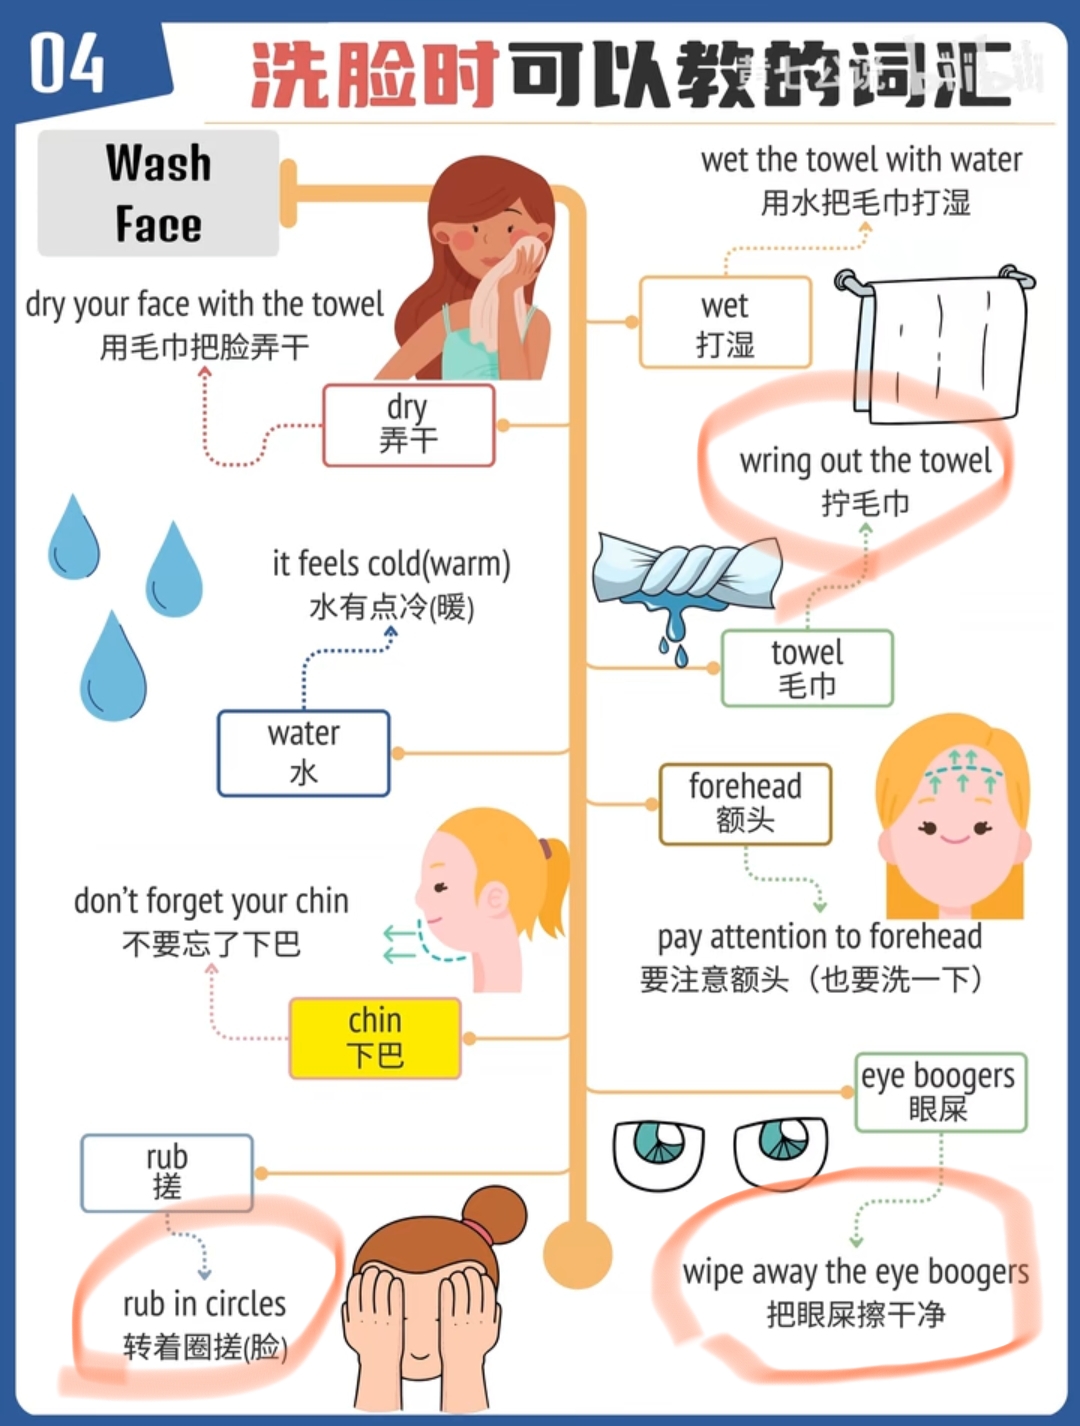 04
洗脸时可以教的词汇
黄七公说 bilibili
Wash
Face
wet the towel with water
用水把毛巾打湿
wet
打湿
dry your face with the towel
用毛巾把脸弄干
dry
弄干
wring out the towel
拧毛巾
towel
毛巾
it feels cold(warm)
水有点冷(暖)
water
水
forehead
额头
pay attention to forehead
要注意额头（也要洗一下）
don't forget your chin
不要忘了下巴
chin
下巴
eye boogers
眼屎
wipe away the eye boogers
把眼屎擦干净
rub
搓
rub in circles
转着圈搓(脸)